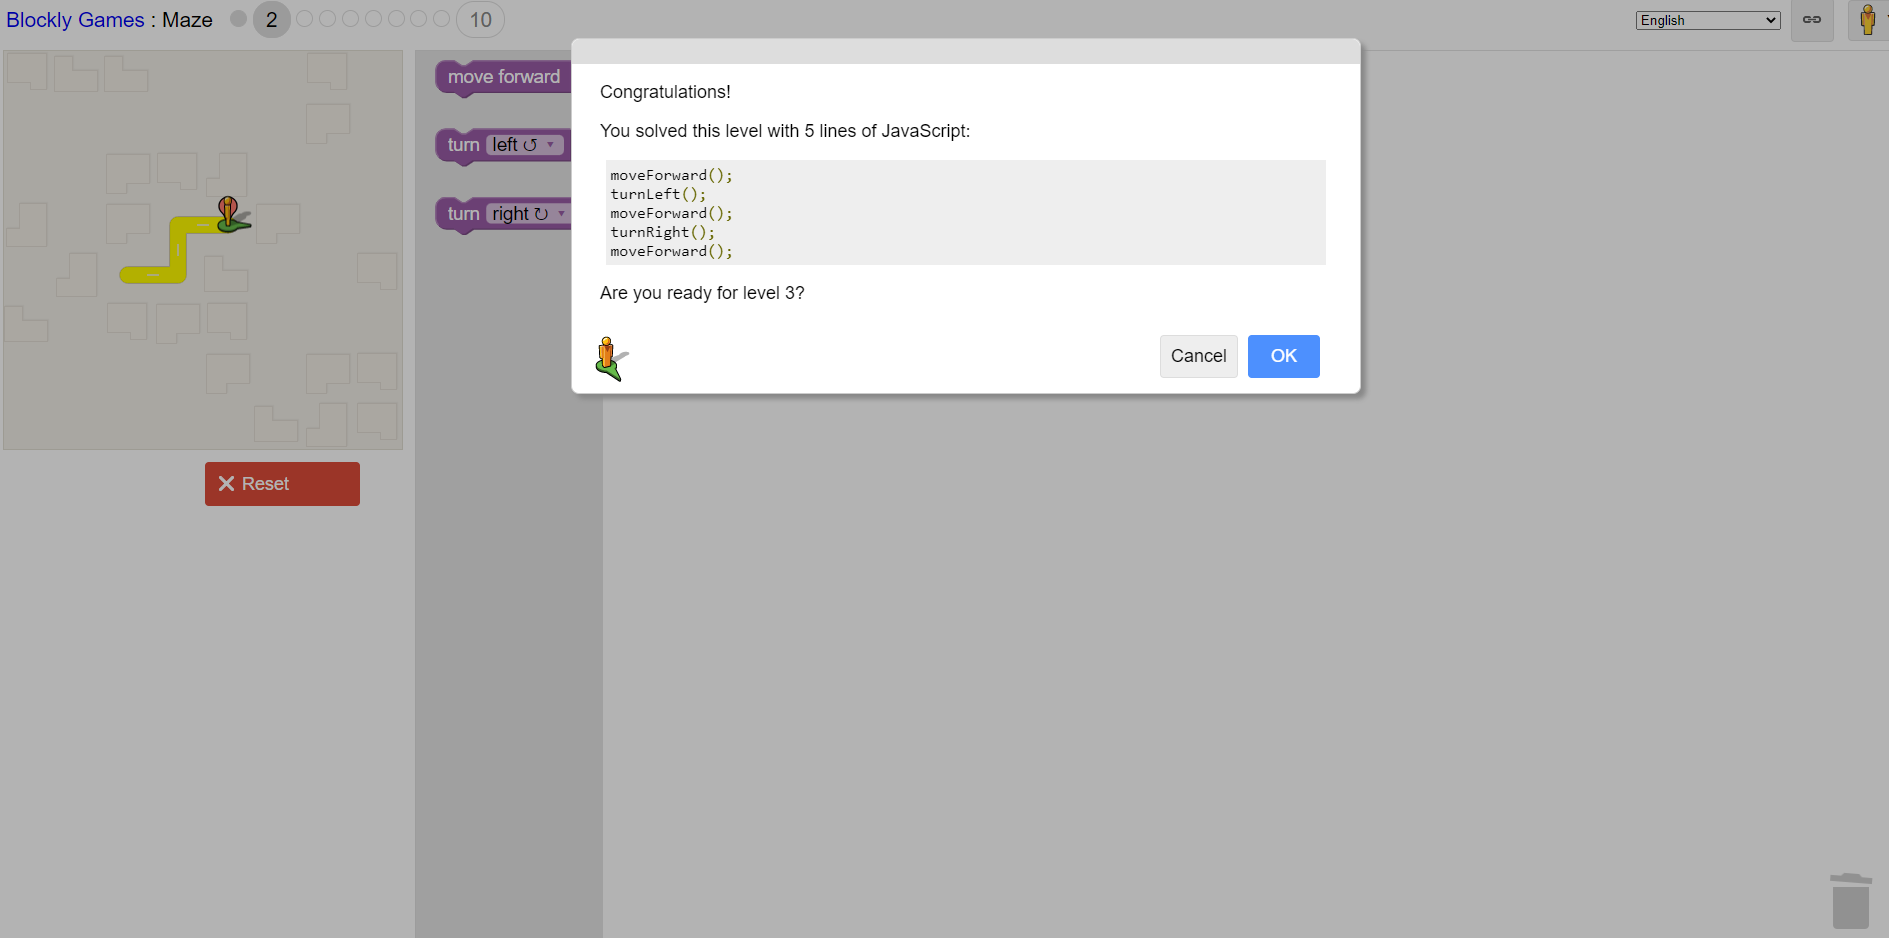 Blockly Games : Maze 2 10
English
move forward
turn left ↺ ▾
turn right ↻ ▾
Congratulations!
You solved this level with 5 lines of JavaScript:
moveForward();
turnLeft();
moveForward();
turnRight();
moveForward();
Are you ready for level 3?
Cancel OK
Reset